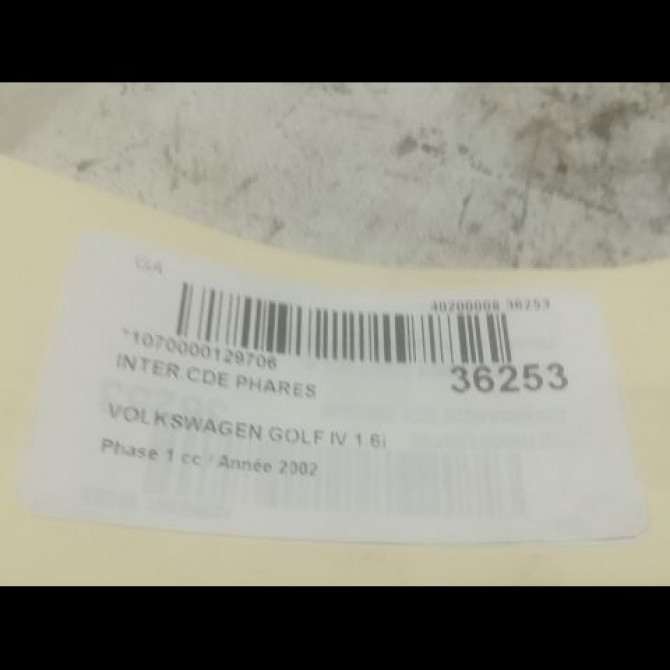 GA
40200008 36253
*1070000129706
36253
INTER CDE PHARES
VOLKSWAGEN GOLF IV 1.6i
Phase 1 cc / Année 2002